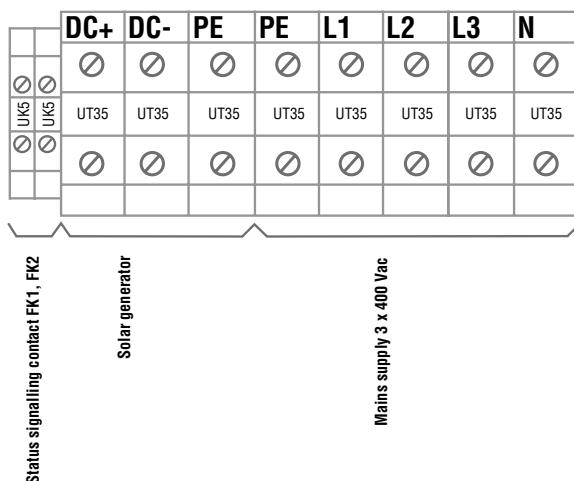 DC+ DC- PE PE L1 L2 L3 N
UK5 UK5 UT35 UT35 UT35 UT35 UT35 UT35 UT35 UT35
Status signalling contact FK1, FK2
Solar generator
Mains supply 3 x 400 Vac